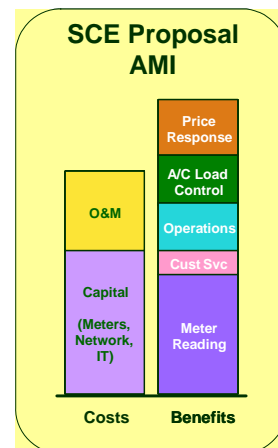 SCE Proposal
AMI
Price
Response
A/C Load
Control
O&M
Operations
Cust Svc
Capital
(Meters,
Network,
IT)
Meter
Reading
Costs
Benefits